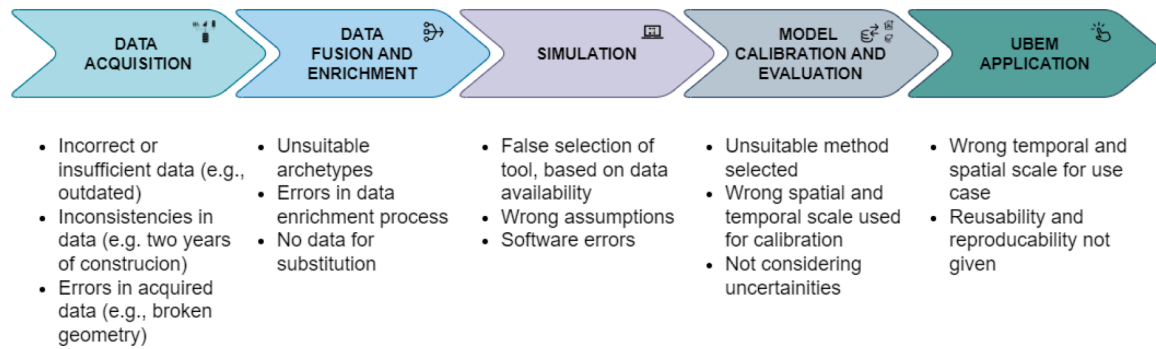 DATA
ACQUISITION
DATA
FUSION AND
ENRICHMENT
SIMULATION
MODEL
CALIBRATION AND
EVALUATION
UBEM
APPLICATION
• Incorrect or
insufficient data (e.g.,
outdated)
• Inconsistencies in
data (e.g. two years
of construcion)
• Errors in acquired
data (e.g., broken
geometry)
• Unsuitable
archetypes
• Errors in data
enrichment process
• No data for
substitution
• False selection of
tool, based on data
availability
• Wrong assumptions
• Software errors
• Unsuitable method
selected
• Wrong spatial and
temporal scale used
for calibration
• Not considering
uncertainities
• Wrong temporal and
spatial scale for use
case
• Reusability and
reproducability not
given